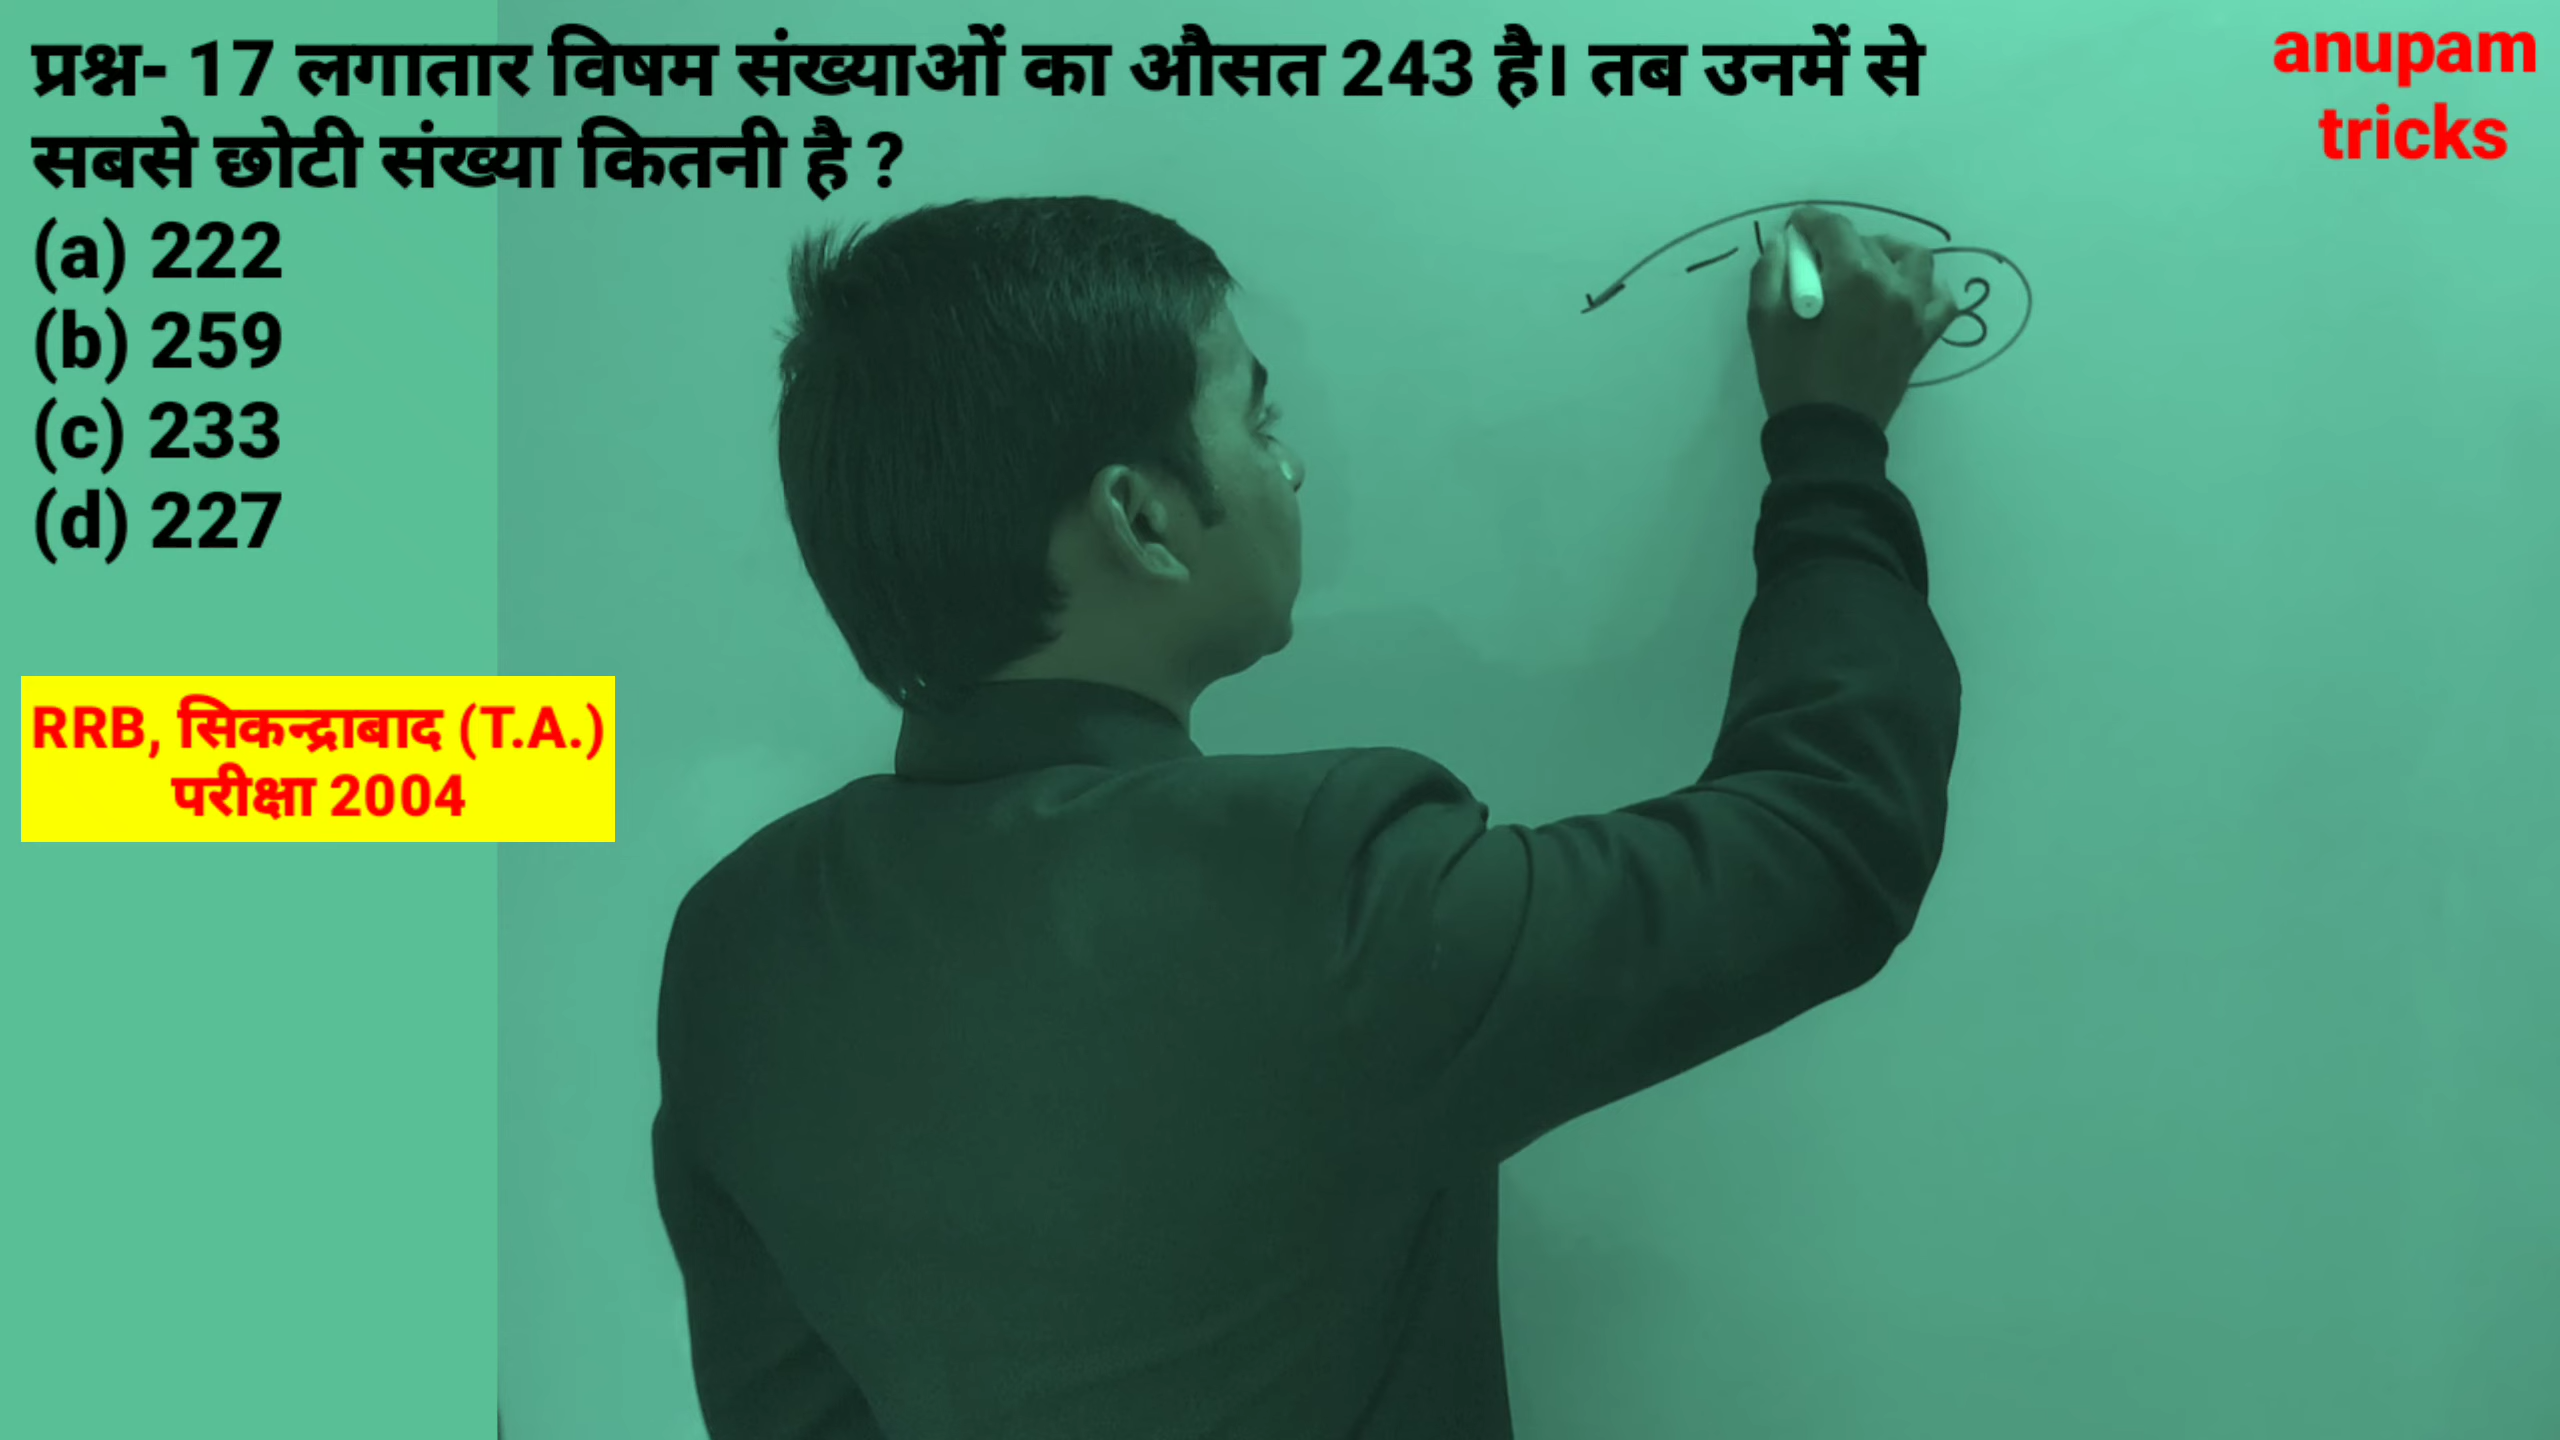 प्रश्न- 17 लगातार विषम संख्याओं का औसत 243 है। तब उनमें से
सबसे छोटी संख्या कितनी है ?
(a) 222
(b) 259
(c) 233
(d) 227
RRB, सिकन्द्राबाद (T.A.)
परीक्षा 2004
anupam
tricks